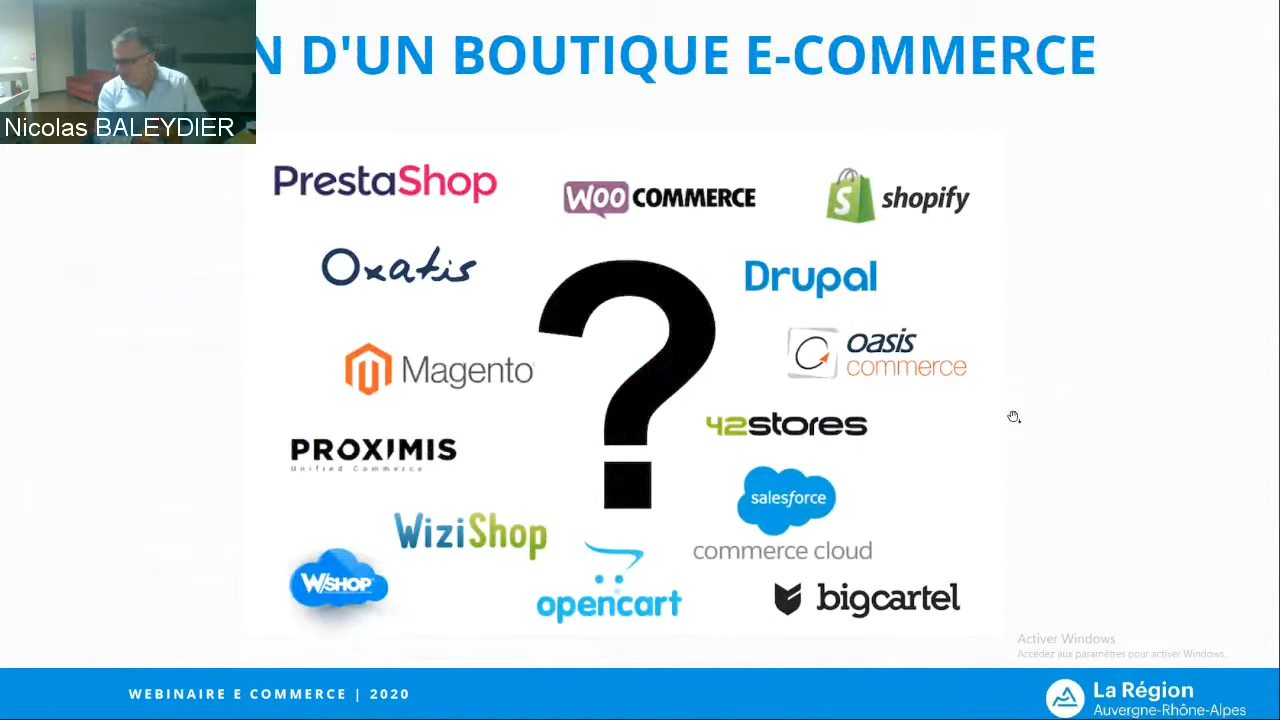 N D'UN BOUTIQUE E-COMMERCE
Nicolas BALEYDIER
PrestaShop
WOO COMMERCE
shopify
Oxatis
Drupal
oasis
commerce
Magento
42stores
PROXIMIS
Unified Commerce
salesforce
commerce cloud
WiziShop
W/SHOP
opencart
bigcartel
Activer Windows
Accédez aux paramètres pour activer Windows.
WEBINAIRE E COMMERCE | 2020
La Région
Auvergne-Rhône-Alpes